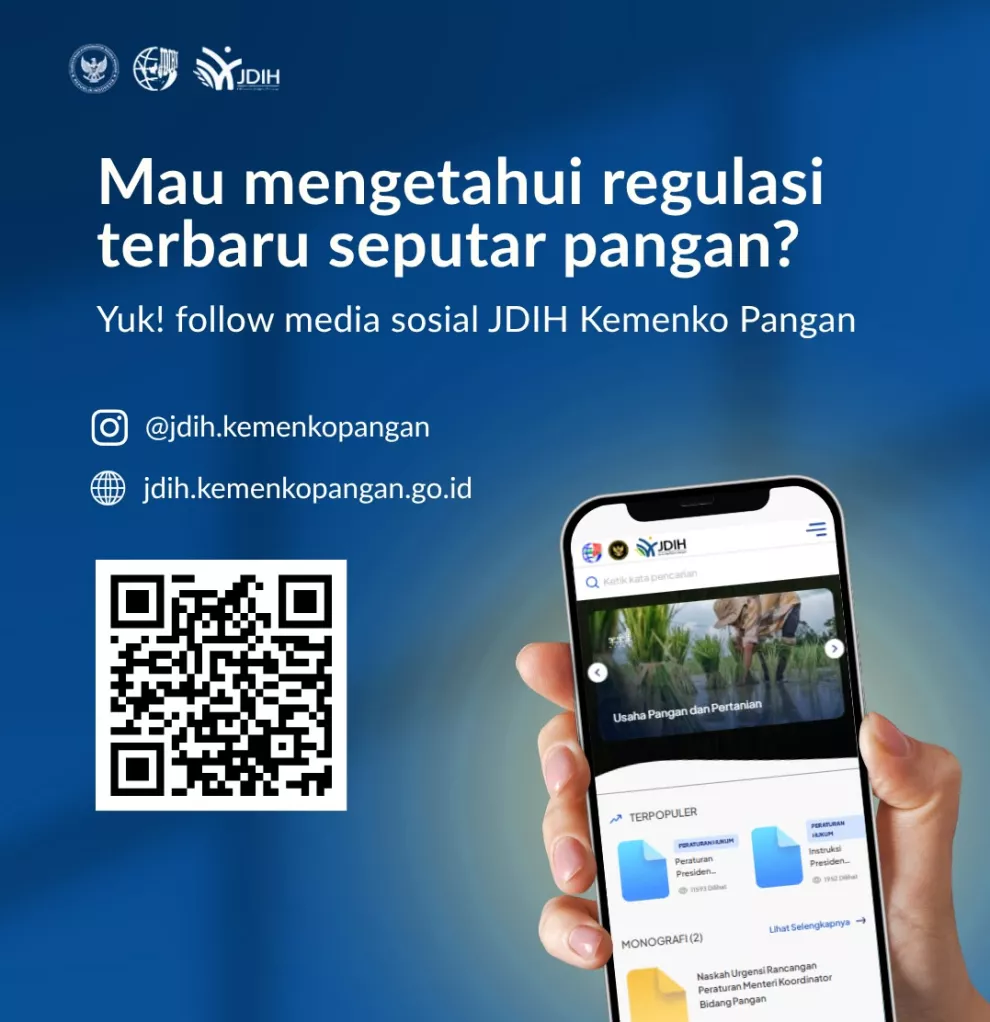 JDIH
Mau mengetahui regulasi
terbaru seputar pangan?
Yuk! follow media sosial JDIH Kemenko Pangan
@jdih.kemenkopangan
jdih.kemenkopangan.go.id
JDIH
Ketik kata pencarian
Usaha Pangan dan Pertanian
TERPOPULER
PERATURAN HUKUM
Peraturan
Presiden...
Dilihat
PERATURAN
HUKUM
Instruksi
Presiden...
Dilihat
MONOGRAFI (2)
Lihat Selengkapnya
Naskah Urgensi Rancangan
Peraturan Menteri Koordinator
Bidang Pangan